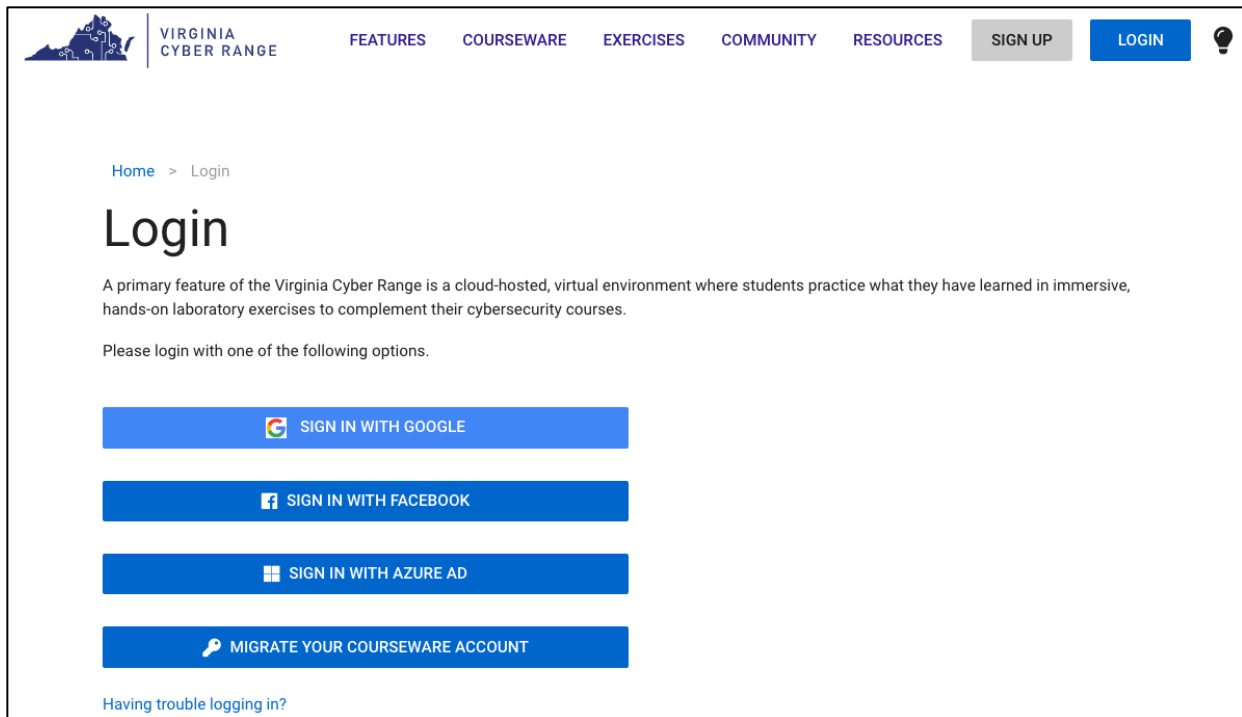 VIRGINIA
CYBER RANGE
FEATURES COURSEWARE EXERCISES COMMUNITY RESOURCES SIGN UP LOGIN
Home > Login
Login
A primary feature of the Virginia Cyber Range is a cloud-hosted, virtual environment where students practice what they have learned in immersive,
hands-on laboratory exercises to complement their cybersecurity courses.
Please login with one of the following options.
SIGN IN WITH GOOGLE
SIGN IN WITH FACEBOOK
SIGN IN WITH AZURE AD
MIGRATE YOUR COURSEWARE ACCOUNT
Having trouble logging in?